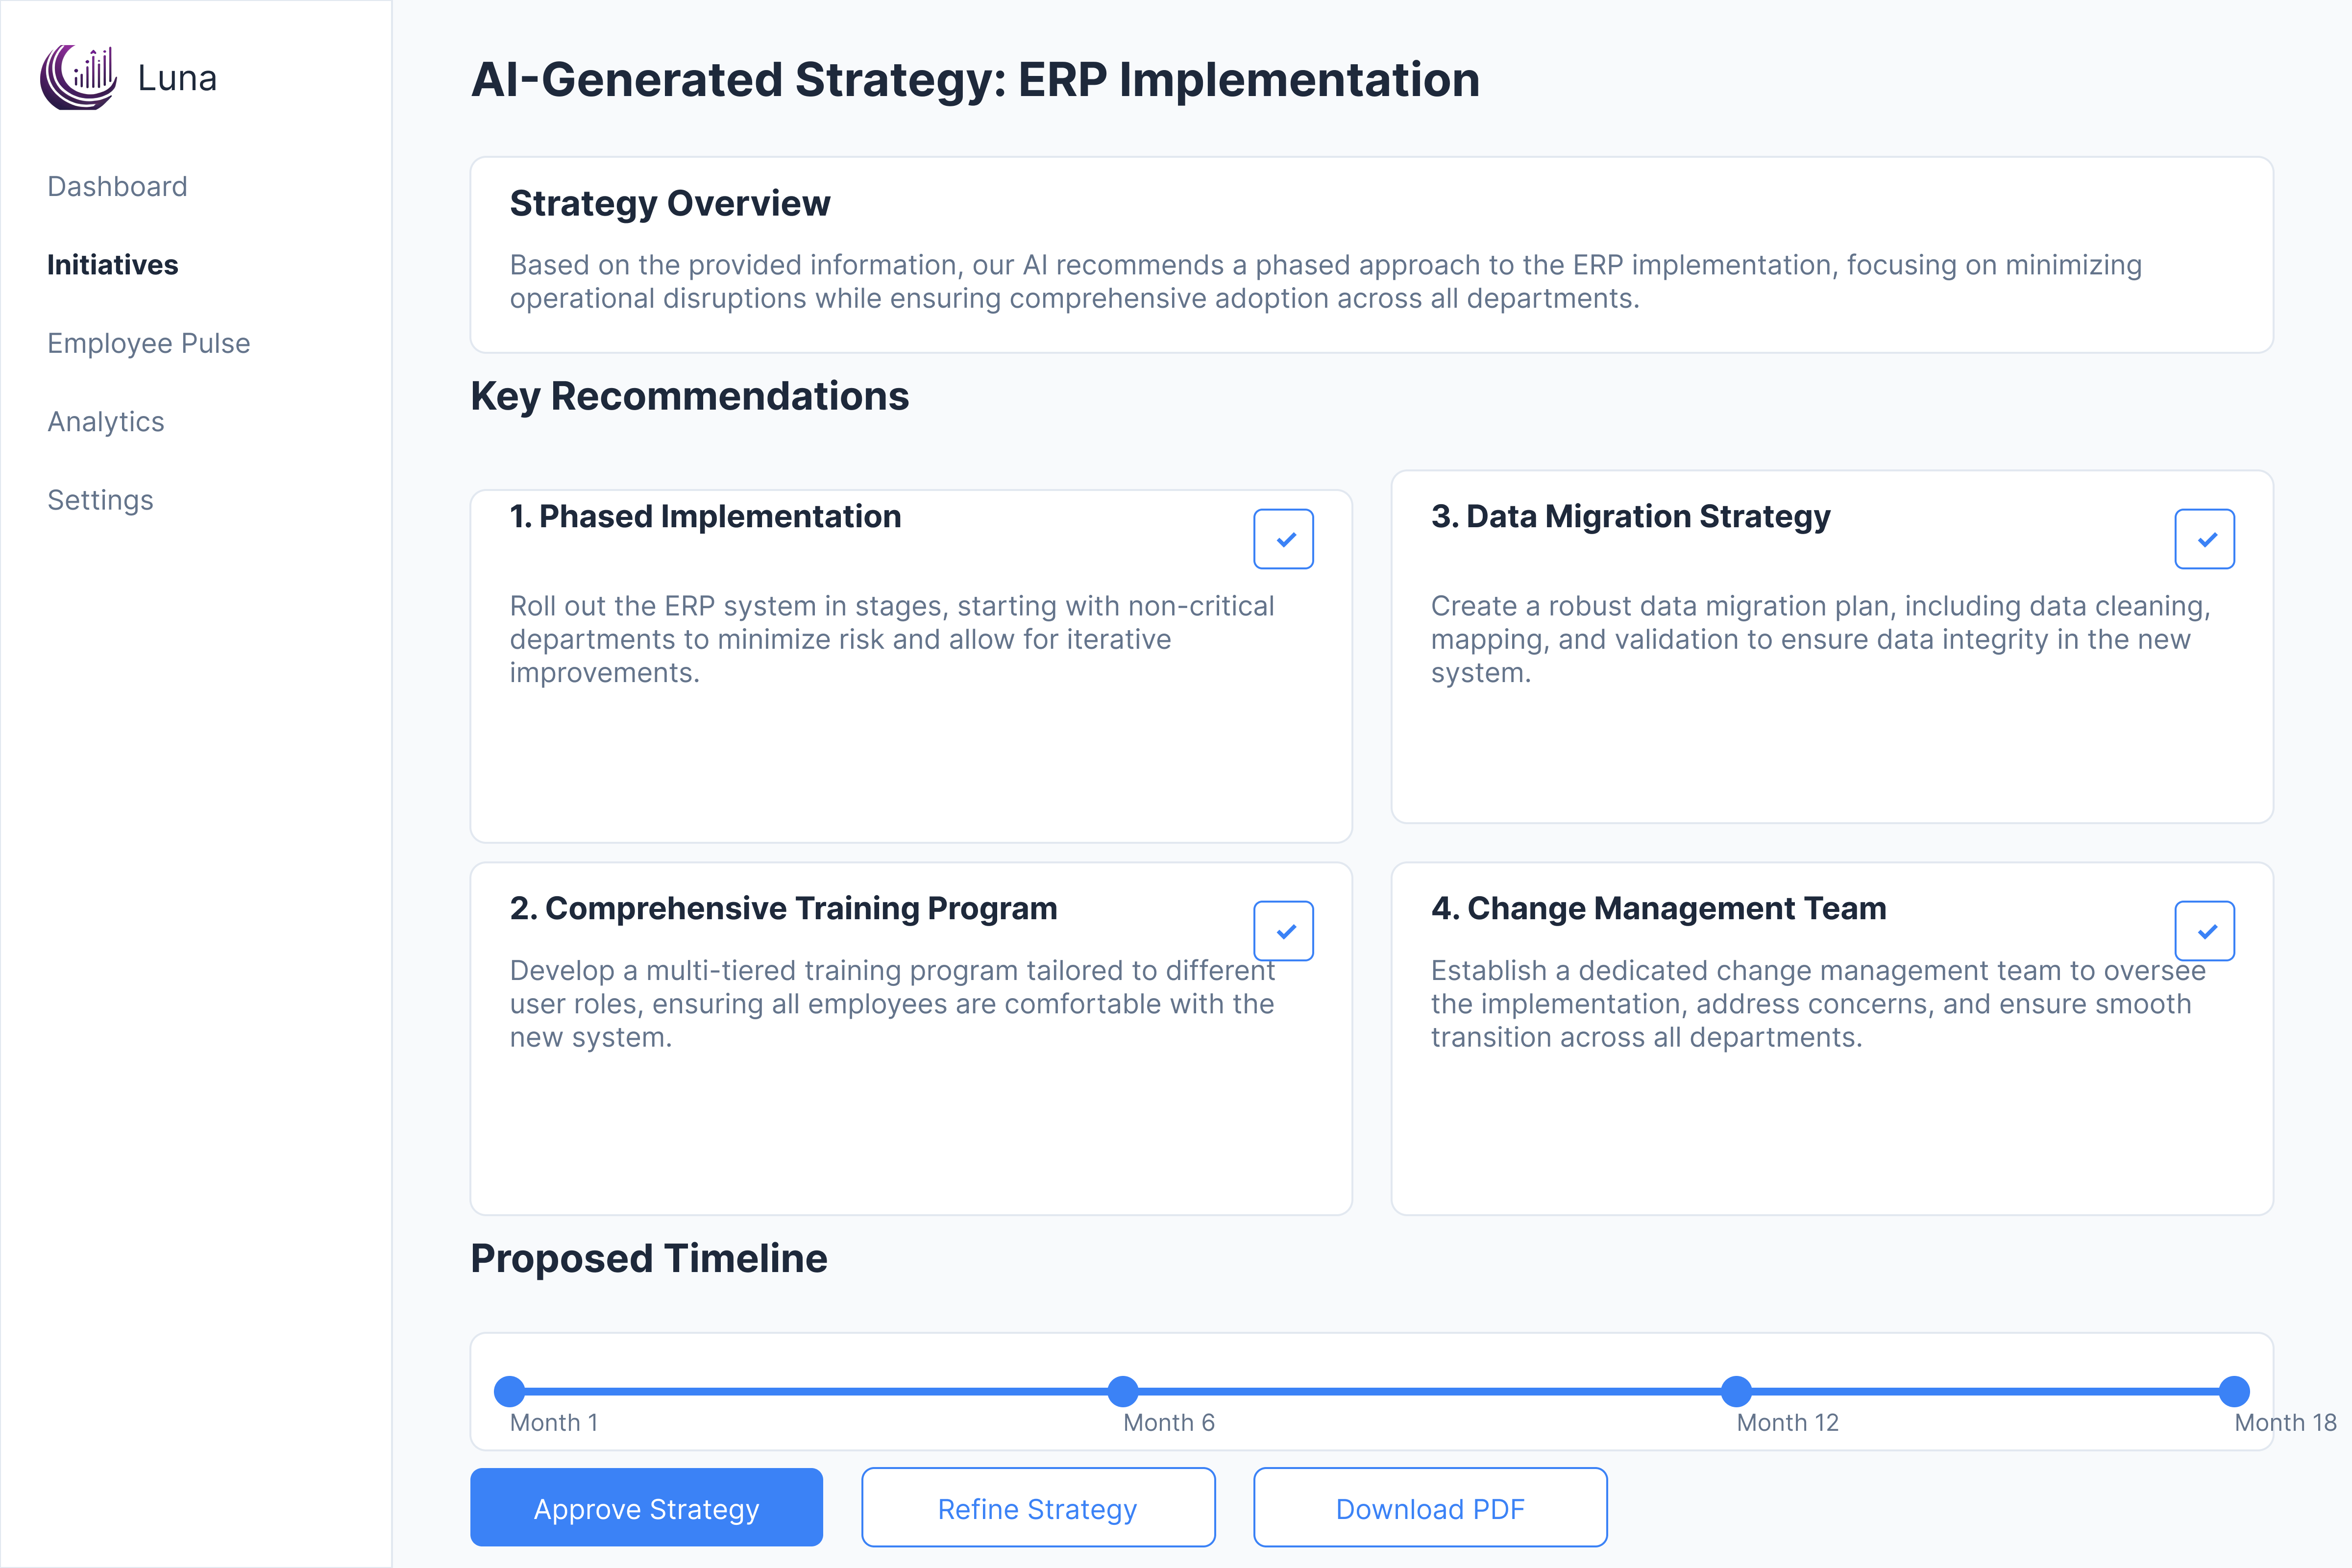 Luna
Dashboard
Initiatives
Employee Pulse
Analytics
Settings
AI-Generated Strategy: ERP Implementation
Strategy Overview
Based on the provided information, our AI recommends a phased approach to the ERP implementation, focusing on minimizing
operational disruptions while ensuring comprehensive adoption across all departments.
Key Recommendations
1. Phased Implementation
Roll out the ERP system in stages, starting with non-critical
departments to minimize risk and allow for iterative
improvements.
2. Comprehensive Training Program
Develop a multi-tiered training program tailored to different
user roles, ensuring all employees are comfortable with the
new system.
3. Data Migration Strategy
Create a robust data migration plan, including data cleaning,
mapping, and validation to ensure data integrity in the new
system.
4. Change Management Team
Establish a dedicated change management team to oversee
the implementation, address concerns, and ensure smooth
transition across all departments.
Proposed Timeline
Month 1
Month 6
Month 12
Month 18
Approve Strategy
Refine Strategy
Download PDF